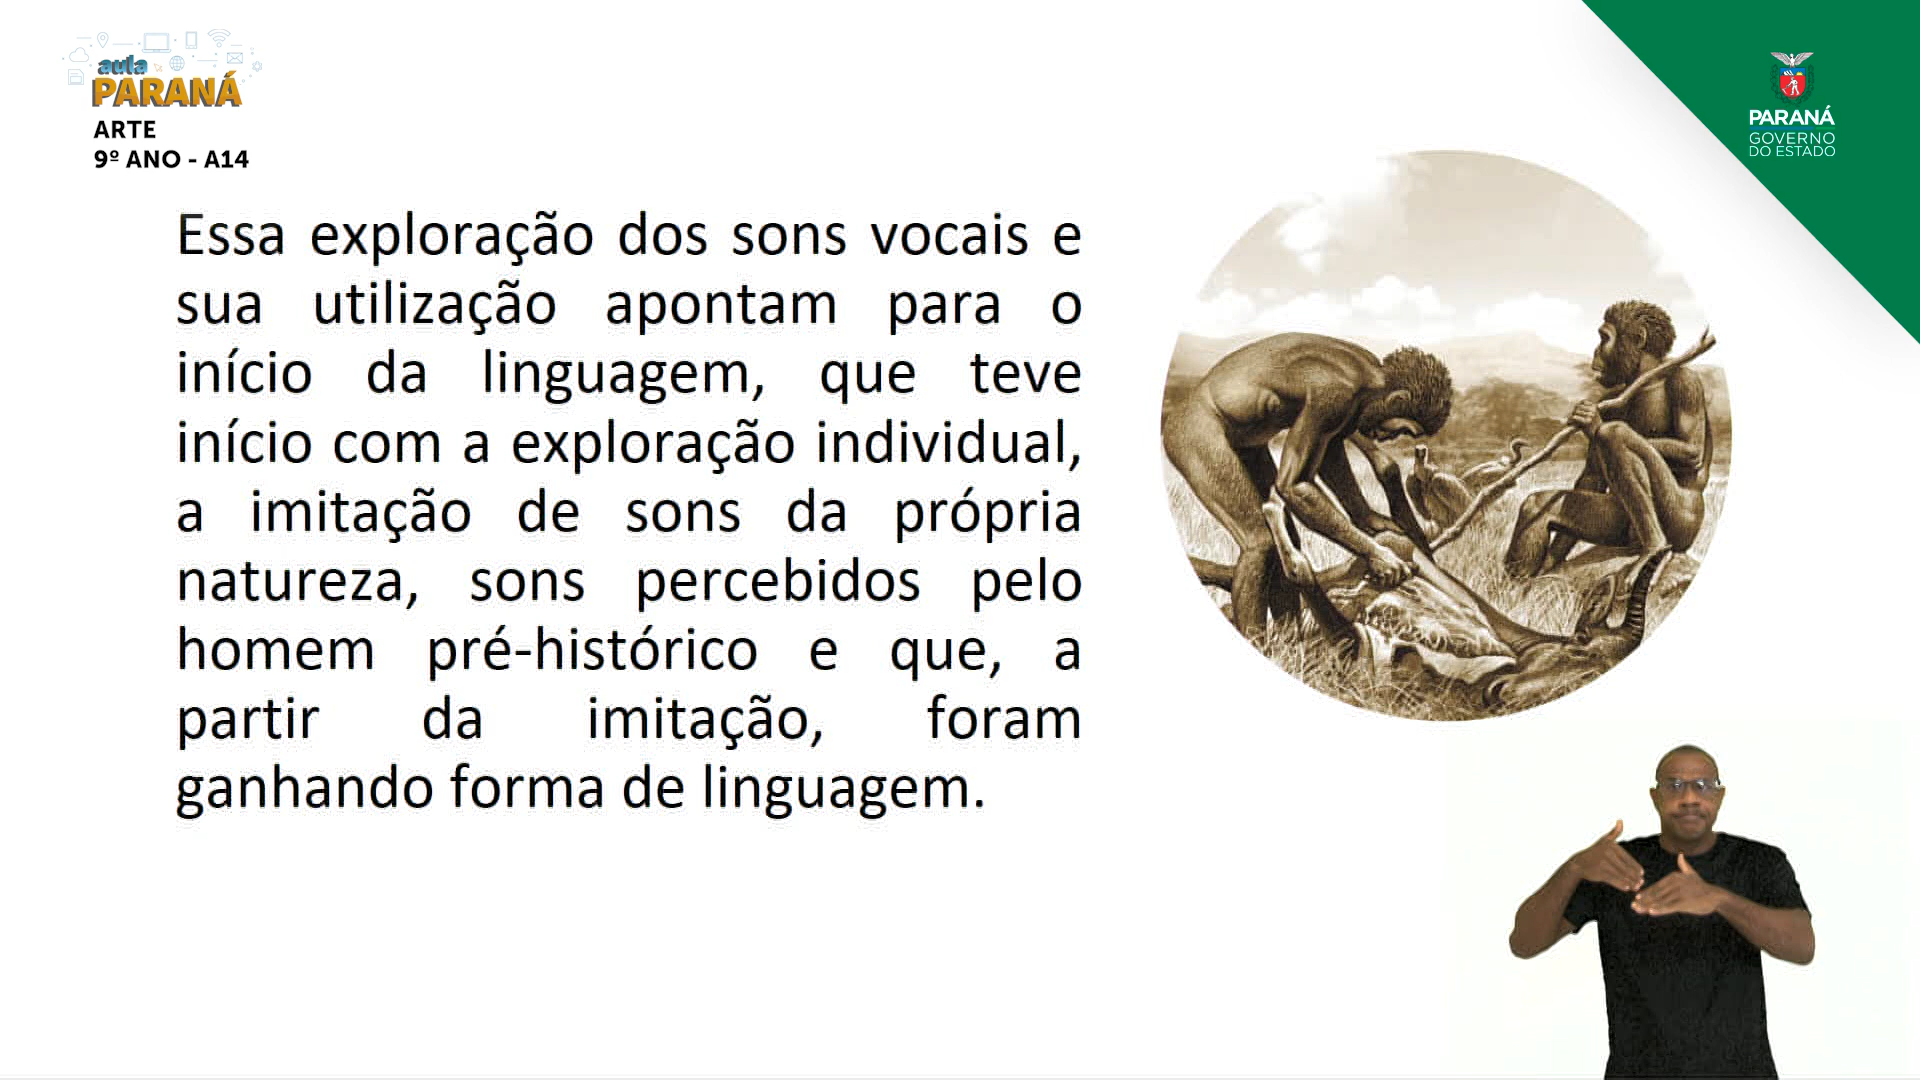 aula
PARANÁ
ARTE
9º ANO - A14
PARANÁ
GOVERNO
DO ESTADO
Essa exploração dos sons vocais e
sua utilização apontam para o
início da linguagem, que teve
início com a exploração individual,
a imitação de sons da própria
natureza, sons percebidos pelo
homem pré-histórico e que, a
partir da imitação, foram
ganhando forma de linguagem.